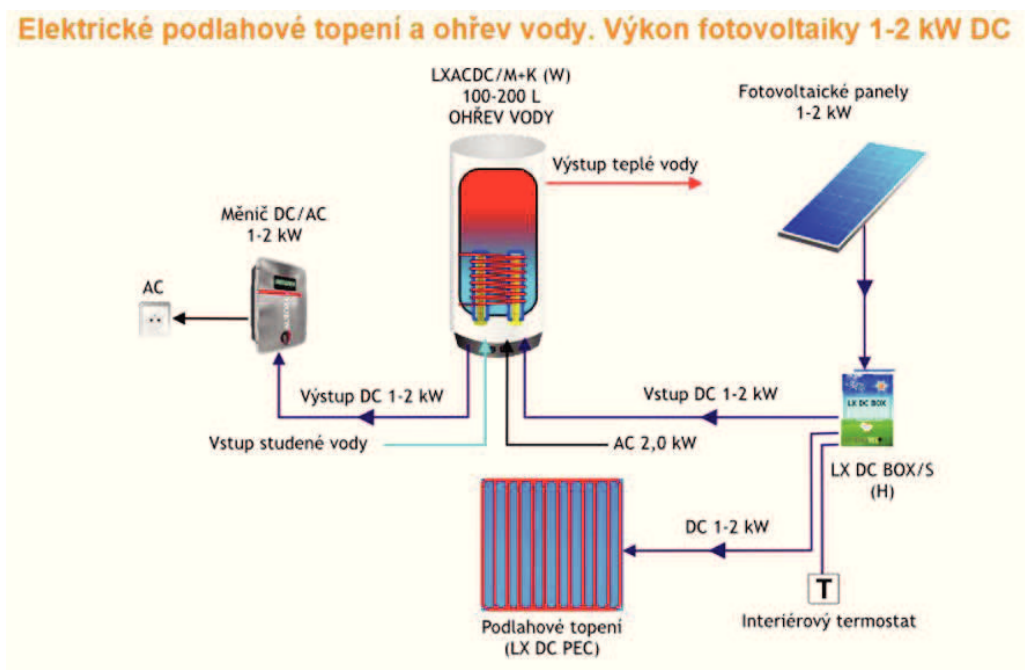 Elektrické podlahové topení a ohřev vody. Výkon fotovoltaiky 1-2 kW DC
LXACDC/M+K (W)
100-200 L
OHŘEV VODY
Fotovoltaické panely
1-2 kW
Výstup teplé vody
Měnič DC/AC
1-2 kW
AC
Výstup DC 1-2 kW
Vstup DC 1-2 kW
LX DC BOX
Vstup studené vody
AC 2,0 kW
LX DC BOX/S
(H)
DC 1-2 kW
T
Interiérový termostat
Podlahové topení
(LX DC PEC)